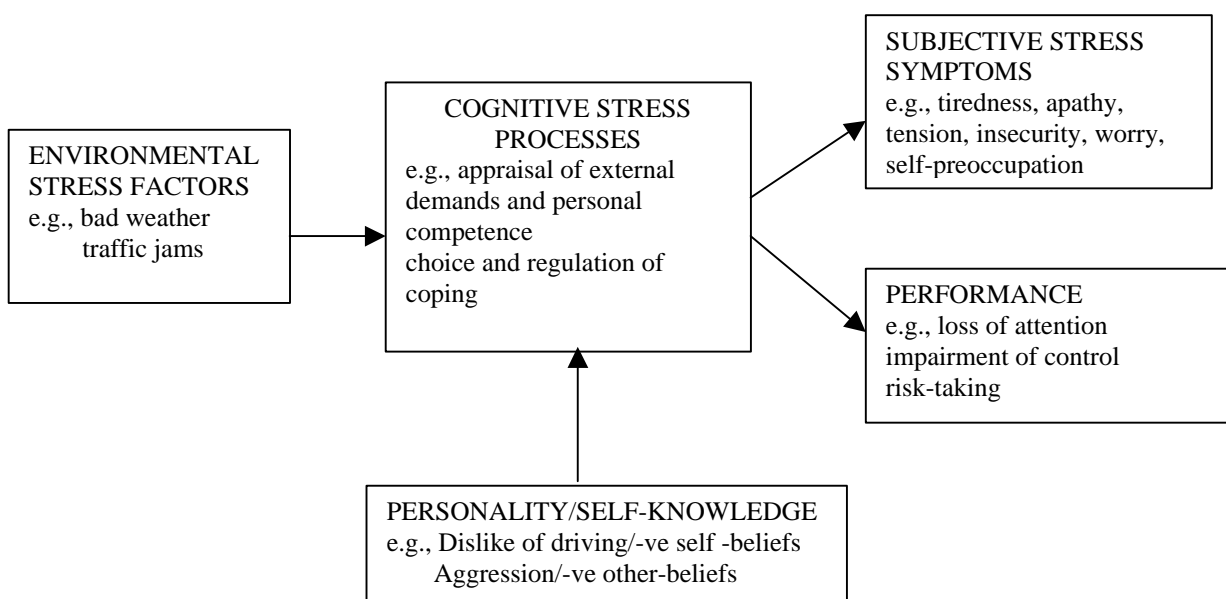 ENVIRONMENTAL
STRESS FACTORS
e.g., bad weather
traffic jams
COGNITIVE STRESS
PROCESSES
e.g., appraisal of external
demands and personal
competence
choice and regulation of
coping
SUBJECTIVE STRESS
SYMPTOMS
e.g., tiredness, apathy,
tension, insecurity, worry,
self-preoccupation
PERFORMANCE
e.g., loss of attention
impairment of control
risk-taking
PERSONALITY/SELF-KNOWLEDGE
e.g., Dislike of driving/-ve self -beliefs
Aggression/-ve other-beliefs